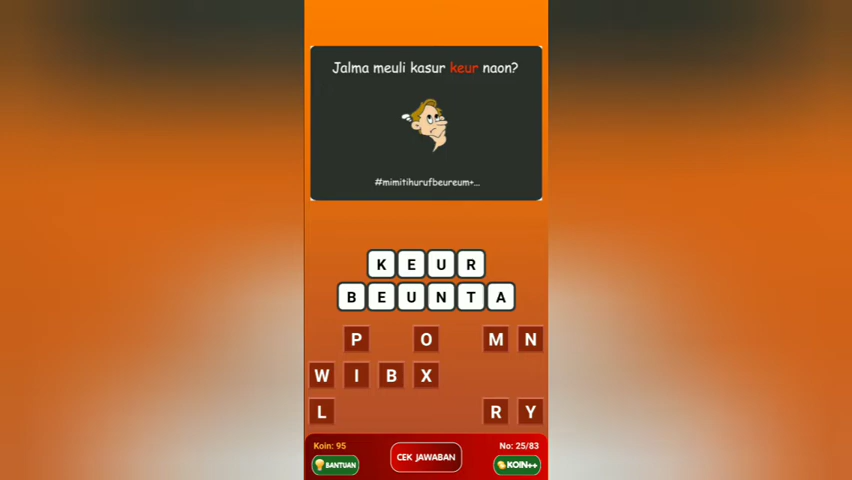 Jalma meuli kasur keur naon?
#mimitihurufbeureum+...
KEUR
BEUNTA
P O M N
W I B X
L R Y
Koin: 95
No: 25/83
BANTUAN
CEK JAWABAN
KOIN++